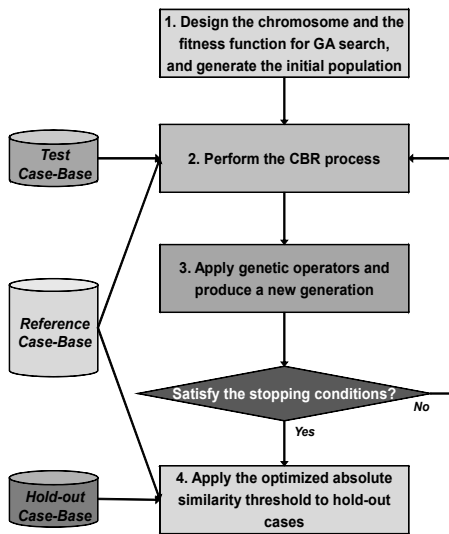 1. Design the chromosome and the
fitness function for GA search,
and generate the initial population
Test
Case-Base
2. Perform the CBR process
3. Apply genetic operators and
produce a new generation
Reference
Case-Base
Satisfy the stopping conditions?
No
Yes
Hold-out
Case-Base
4. Apply the optimized absolute
similarity threshold to hold-out
cases